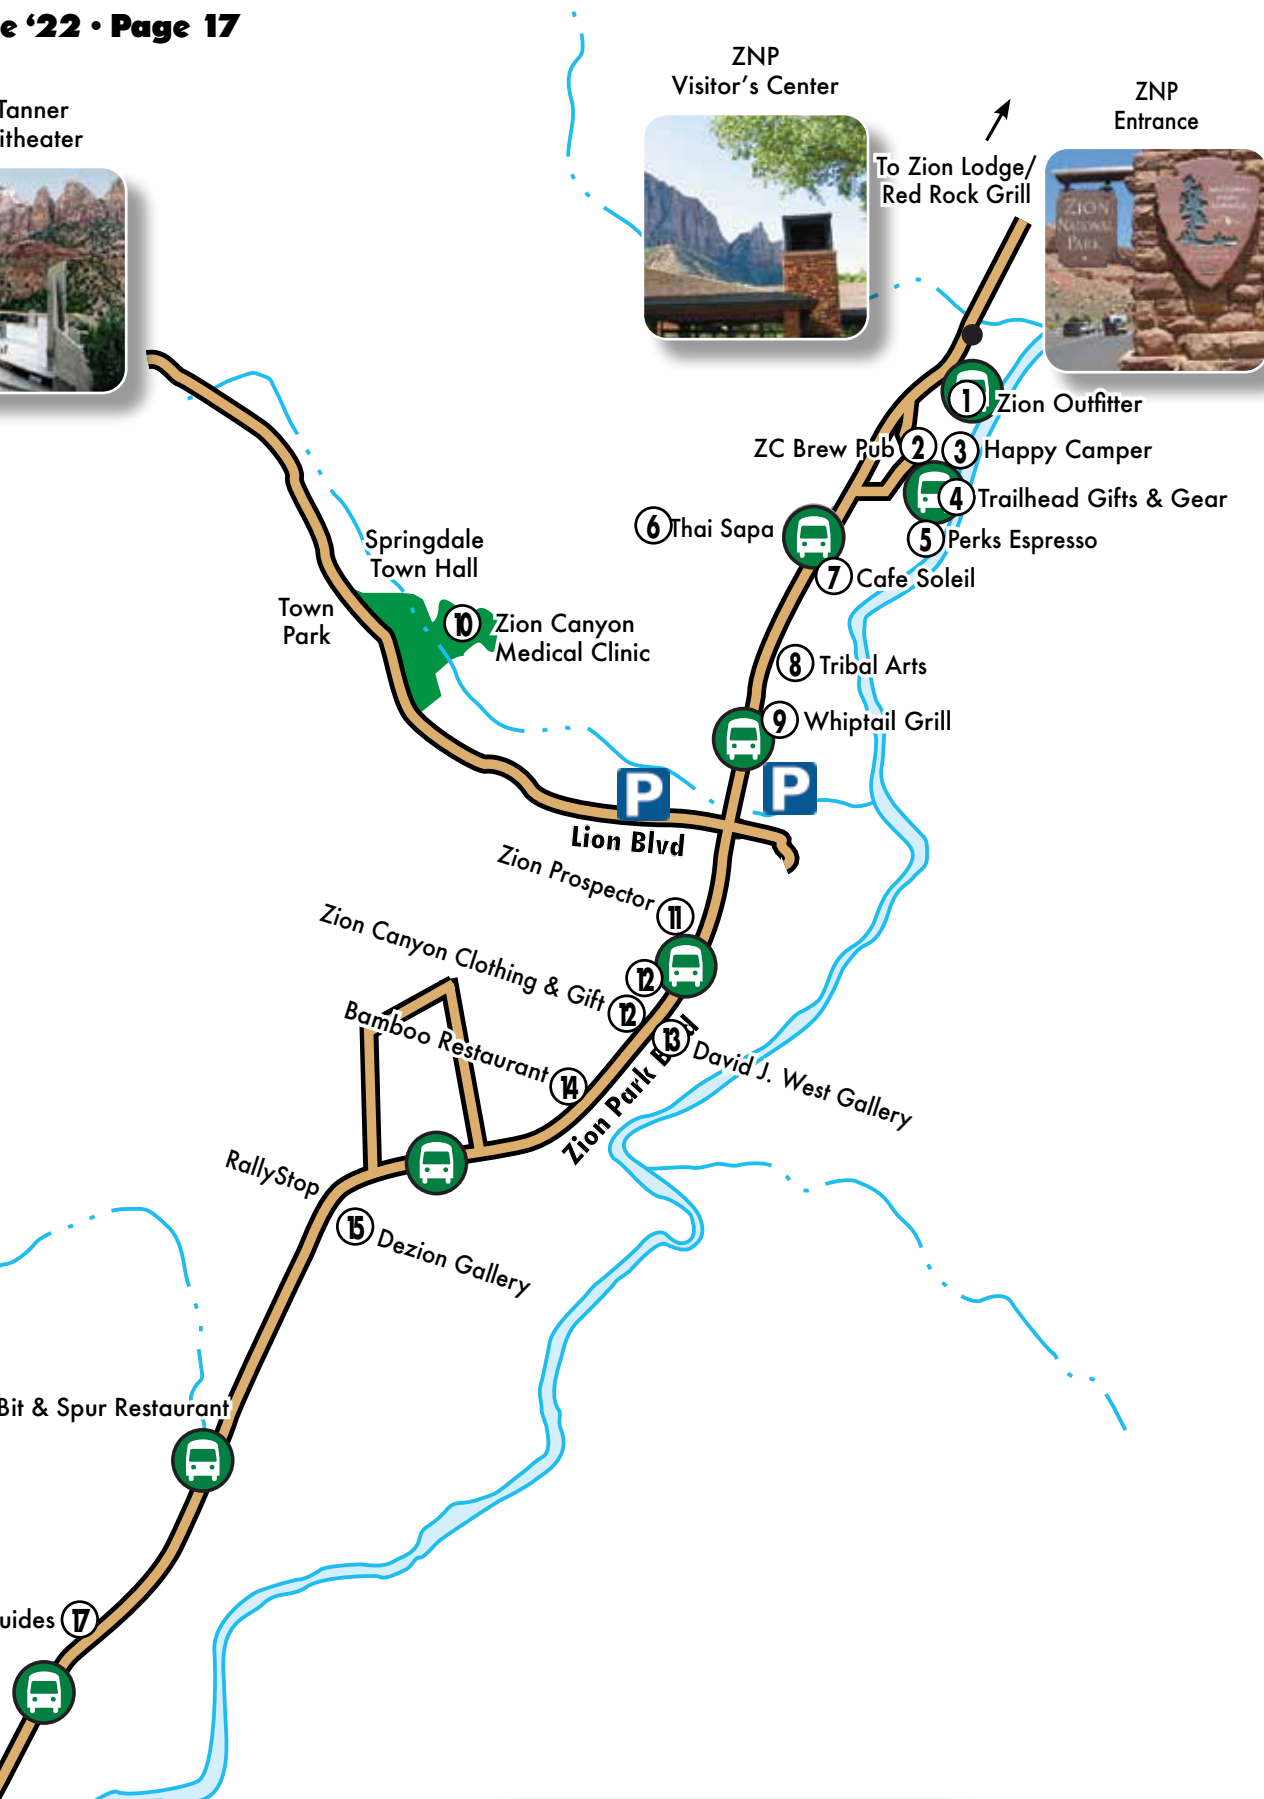 e ‘22 • Page 17
ZNP
Visitor’s Center
ZNP
Entrance
Tanner
itheater
To Zion Lodge/
Red Rock Grill
ZION
NATIONAL
PARK
1 Zion Outfitter
ZC Brew Pub 2
3 Happy Camper
4 Trailhead Gifts & Gear
5 Perks Espresso
6 Thai Sapa
7 Cafe Soleil
Springdale
Town Hall
Town
Park
10 Zion Canyon
Medical Clinic
8 Tribal Arts
9 Whiptail Grill
P
P
Lion Blvd
Zion Prospector 11
12
Zion Canyon Clothing & Gift 12
13 David J. West Gallery
Bamboo Restaurant 14
Zion Park Blvd
RallyStop
15 Dezion Gallery
Bit & Spur Restaurant
uides 17